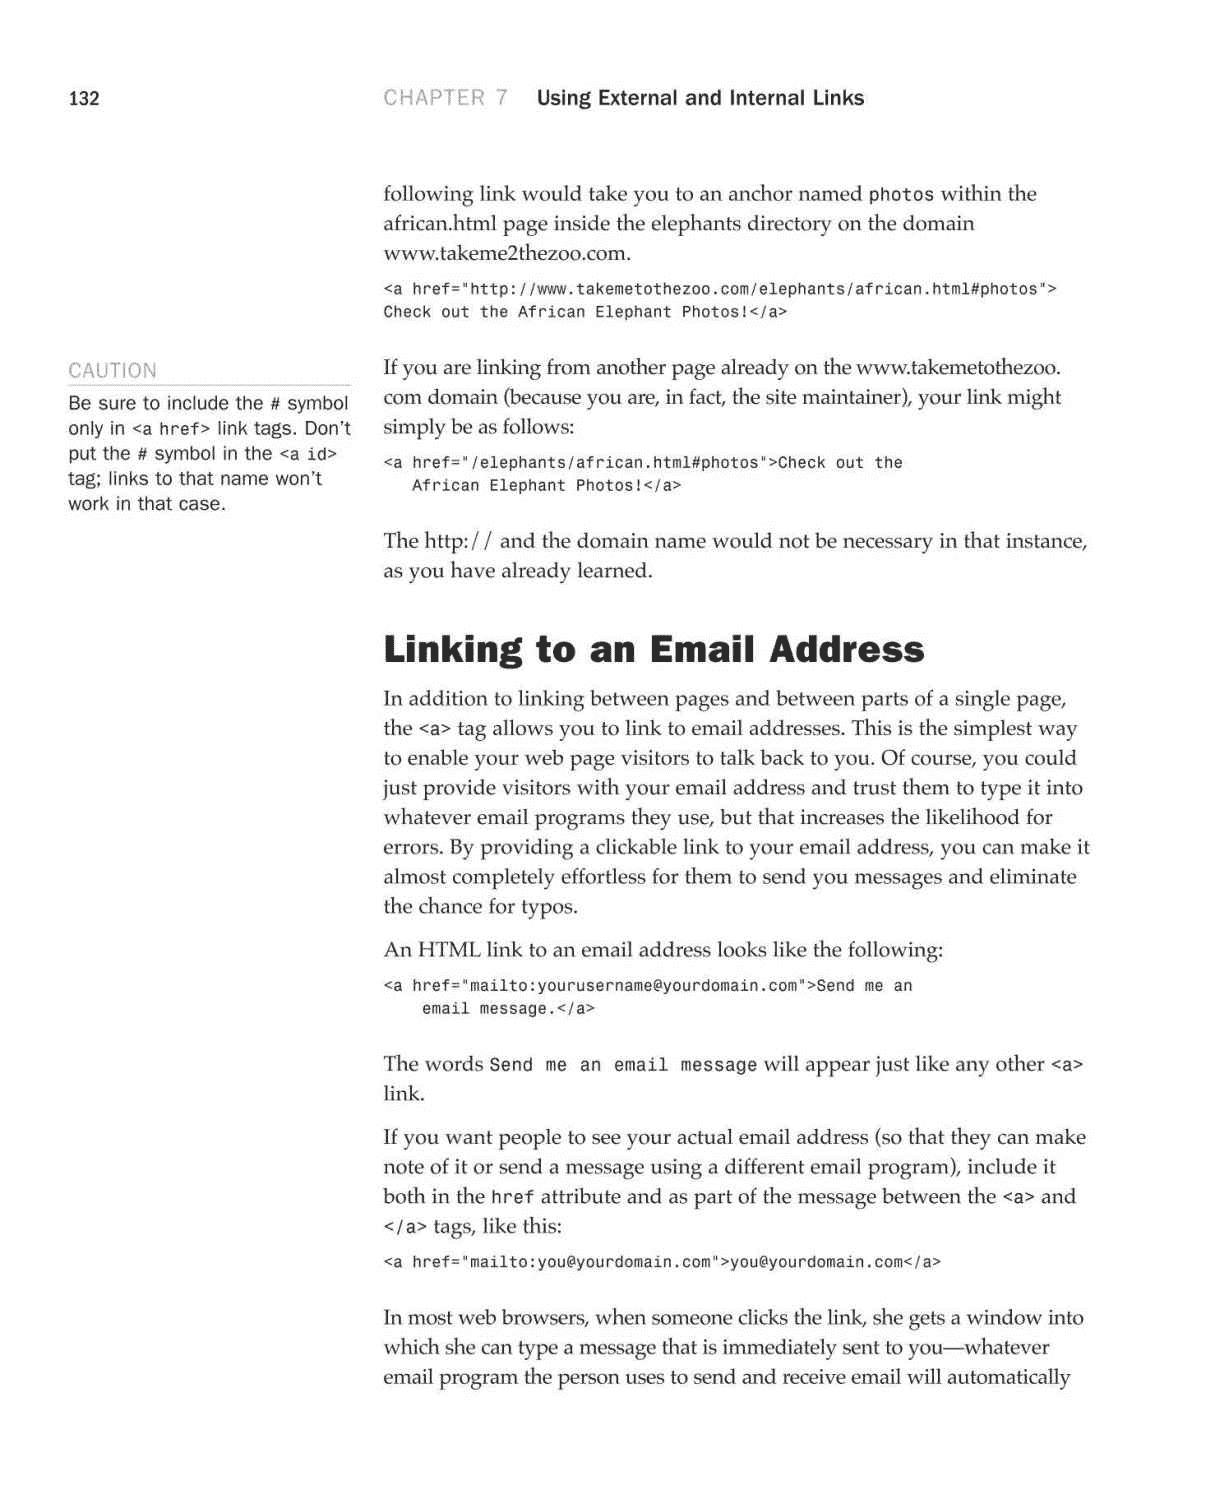 132
CHAPTER 7 Using External and Internal Links
following link would take you to an anchor named photos within the
african.html page inside the elephants directory on the domain
www.takeme2thezoo.com.
<a href="http://www.takemetothezoo.com/elephants/african.html#photos">
Check out the African Elephant Photos!</a>
CAUTION
Be sure to include the # symbol
only in <a href> link tags. Don't
put the # symbol in the <a id>
tag; links to that name won't
work in that case.
If you are linking from another page already on the www.takemetothezoo.
com domain (because you are, in fact, the site maintainer), your link might
simply be as follows:
<a href="/elephants/african.html#photos">Check out the
African Elephant Photos!</a>
The http:// and the domain name would not be necessary in that instance,
as you have already learned.
Linking to an Email Address
In addition to linking between pages and between parts of a single page,
the <a> tag allows you to link to email addresses. This is the simplest way
to enable your web page visitors to talk back to you. Of course, you could
just provide visitors with your email address and trust them to type it into
whatever email programs they use, but that increases the likelihood for
errors. By providing a clickable link to your email address, you can make it
almost completely effortless for them to send you messages and eliminate
the chance for typos.
An HTML link to an email address looks like the following:
<a href="mailto:yourusername@yourdomain.com">Send me an
email message.</a>
The words Send me an email message will appear just like any other <a>
link.
If you want people to see your actual email address (so that they can make
note of it or send a message using a different email program), include it
both in the href attribute and as part of the message between the <a> and
</a> tags, like this:
<a href="mailto:you@yourdomain.com">you@yourdomain.com</a>
In most web browsers, when someone clicks the link, she gets a window into
which she can type a message that is immediately sent to you—whatever
email program the person uses to send and receive email will automatically